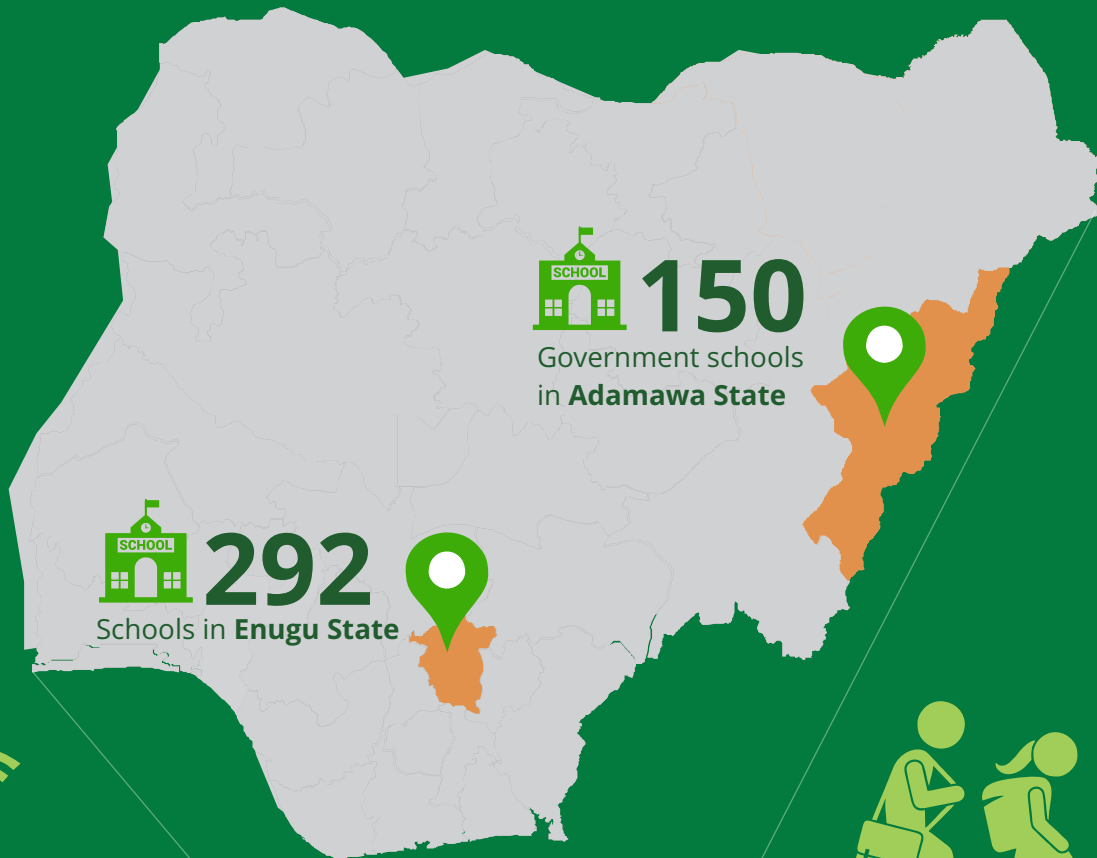 SCHOOL
150
Government schools
in Adamawa State
SCHOOL
292
Schools in Enugu State